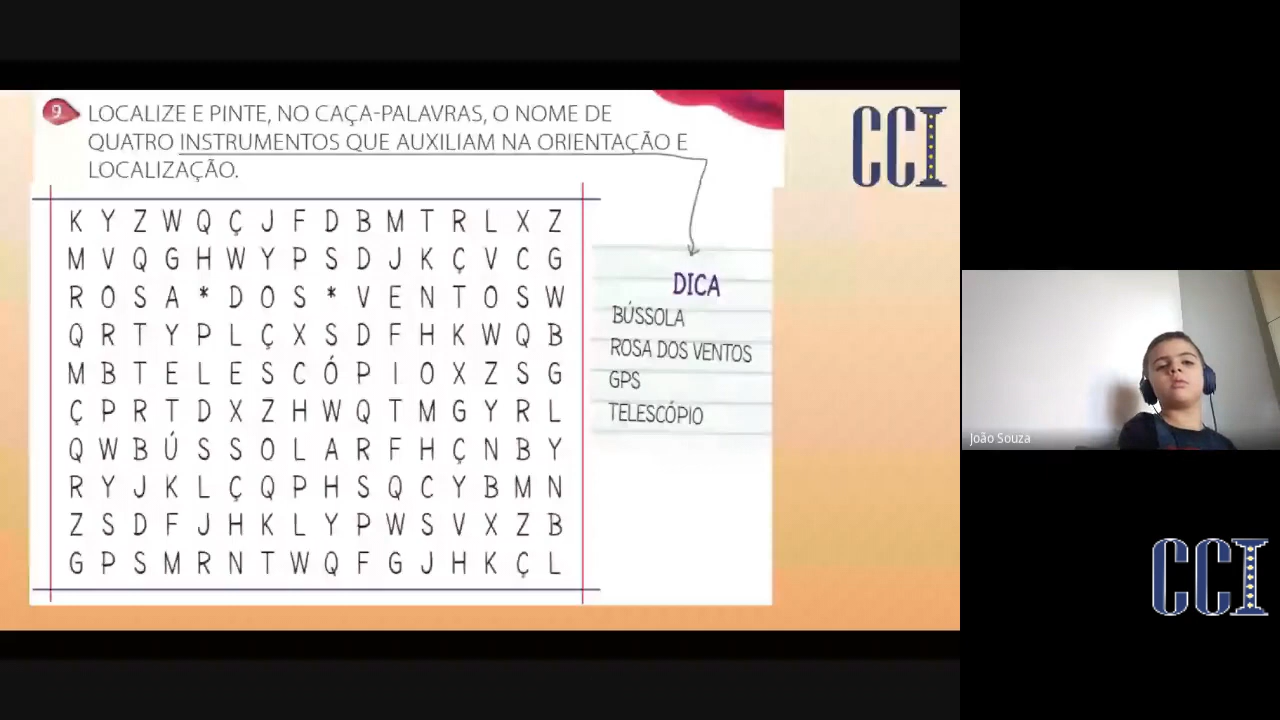 9 LOCALIZE E PINTE, NO CAÇA-PALAVRAS, O NOME DE
QUATRO INSTRUMENTOS QUE AUXILIAM NA ORIENTAÇÃO E
LOCALIZAÇÃO.
K Y Z W Q Ç J F D B M T R L X Z
M V Q G H W Y P S D J K Ç V C G
R O S A * D O S * V E N T O S W
Q R T Y P L Ç X S D F H K W Q B
M B T E L E S C Ó P I O X Z S G
Ç P R T D X Z H W Q T M G Y R L
Q W B Ú S S O L A R F H Ç N B Y
R Y J K L Ç Q P H S Q C Y B M N
Z S D F J H K L Y P W S V X Z B
G P S M R N T W Q F G J H K Ç L
DICA
BÚSSOLA
ROSA DOS VENTOS
GPS
TELESCÓPIO
CCI
João Souza
CCI